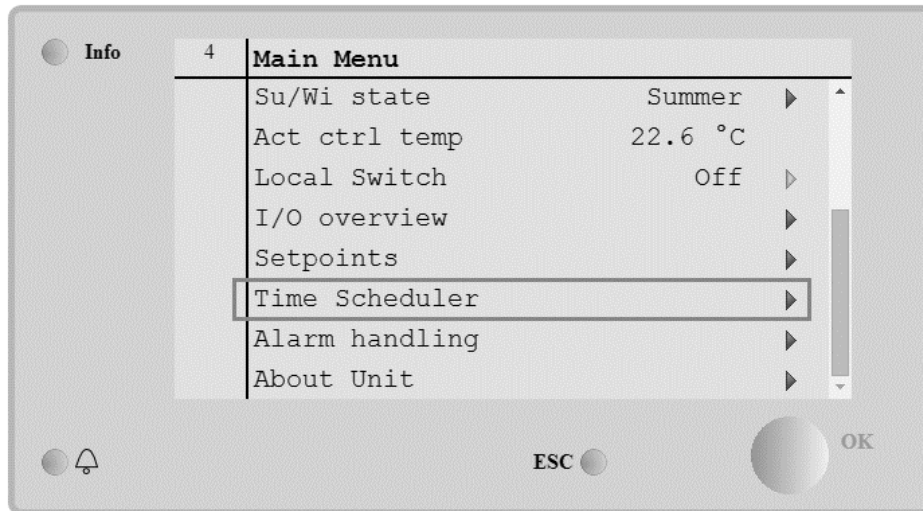 Info
4 Main Menu
Su/Wi state Summer
Act ctrl temp 22.6 °C
Local Switch Off
I/O overview
Setpoints
Time Scheduler
Alarm handling
About Unit
ESC
OK